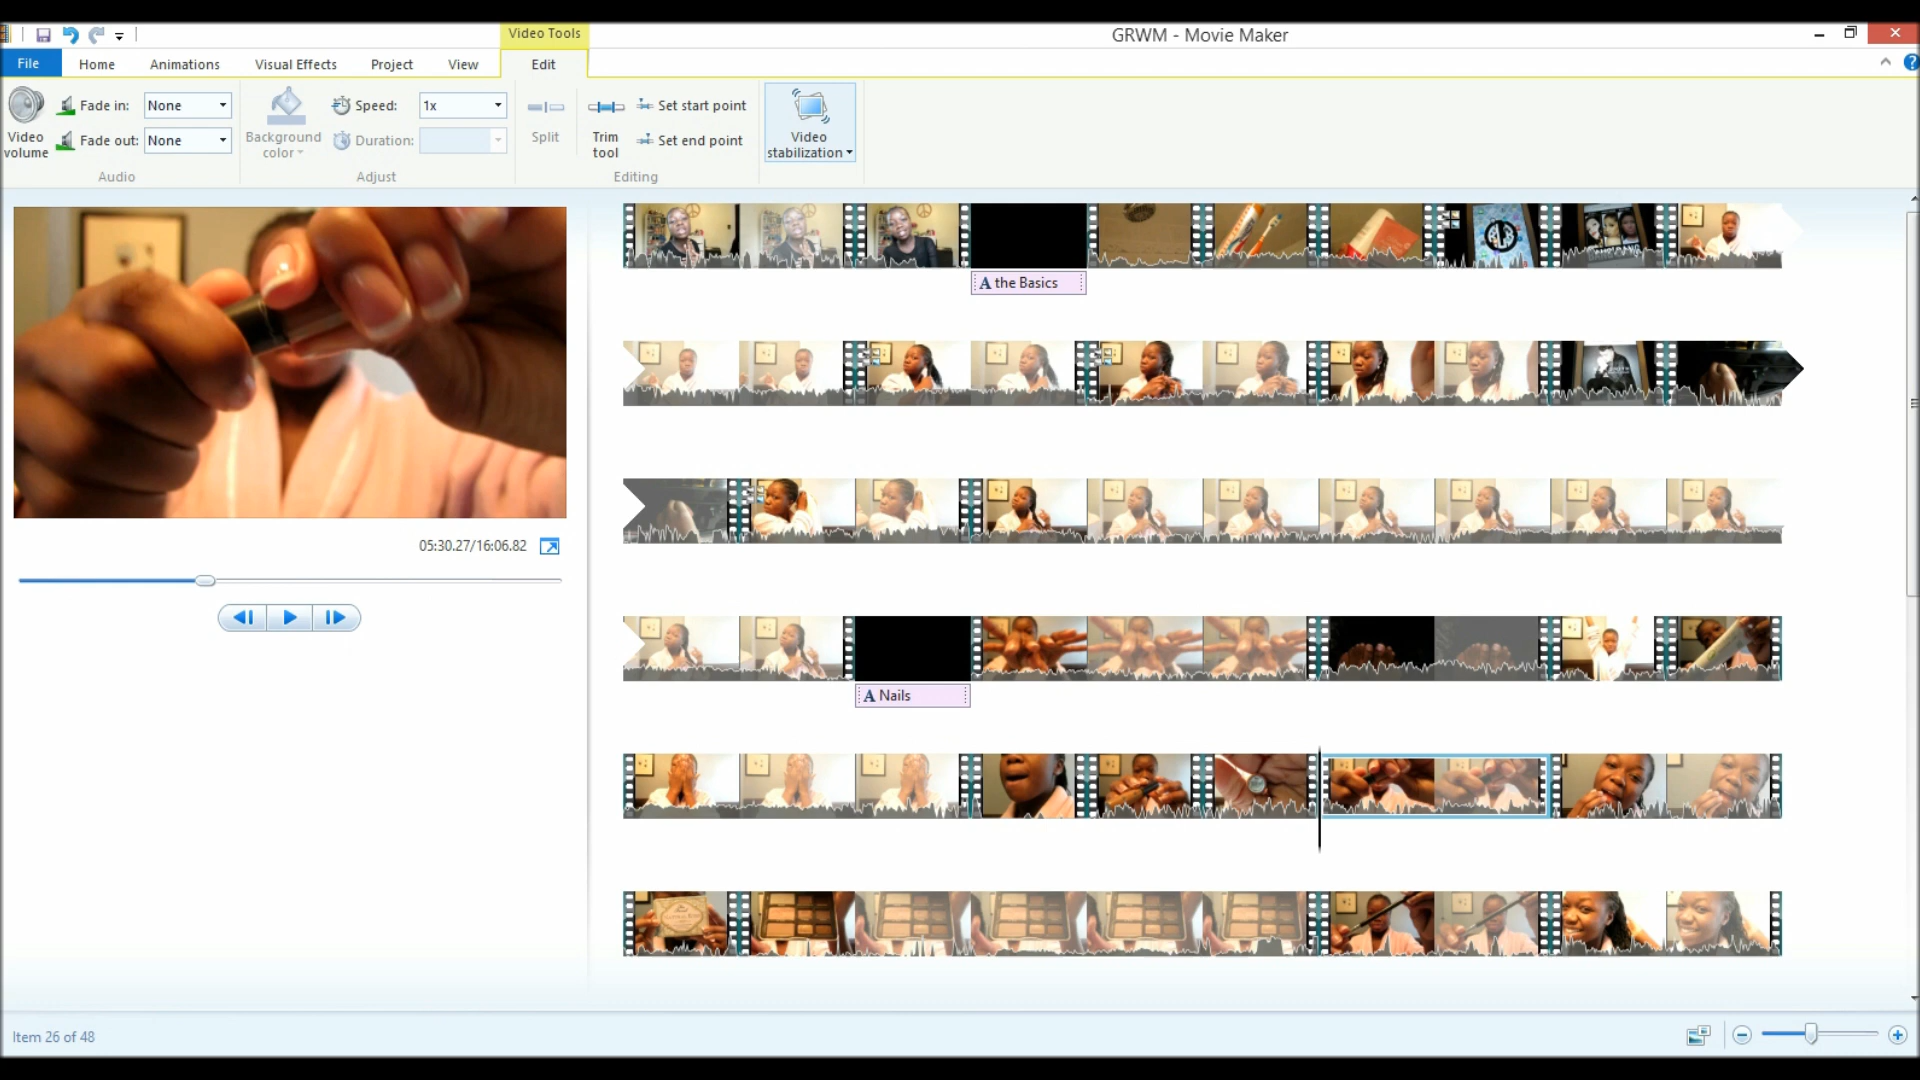 Video Tools
GRWM - Movie Maker
File
Home
Animations
Visual Effects
Project
View
Edit
Video volume
Fade in:
None
Fade out:
None
Audio
Background color
Speed:
1x
Duration:
Adjust
Split
Trim tool
Set start point
Set end point
Editing
Video stabilization
A the Basics
05:30.27/16:06.82
A Nails
Item 26 of 48